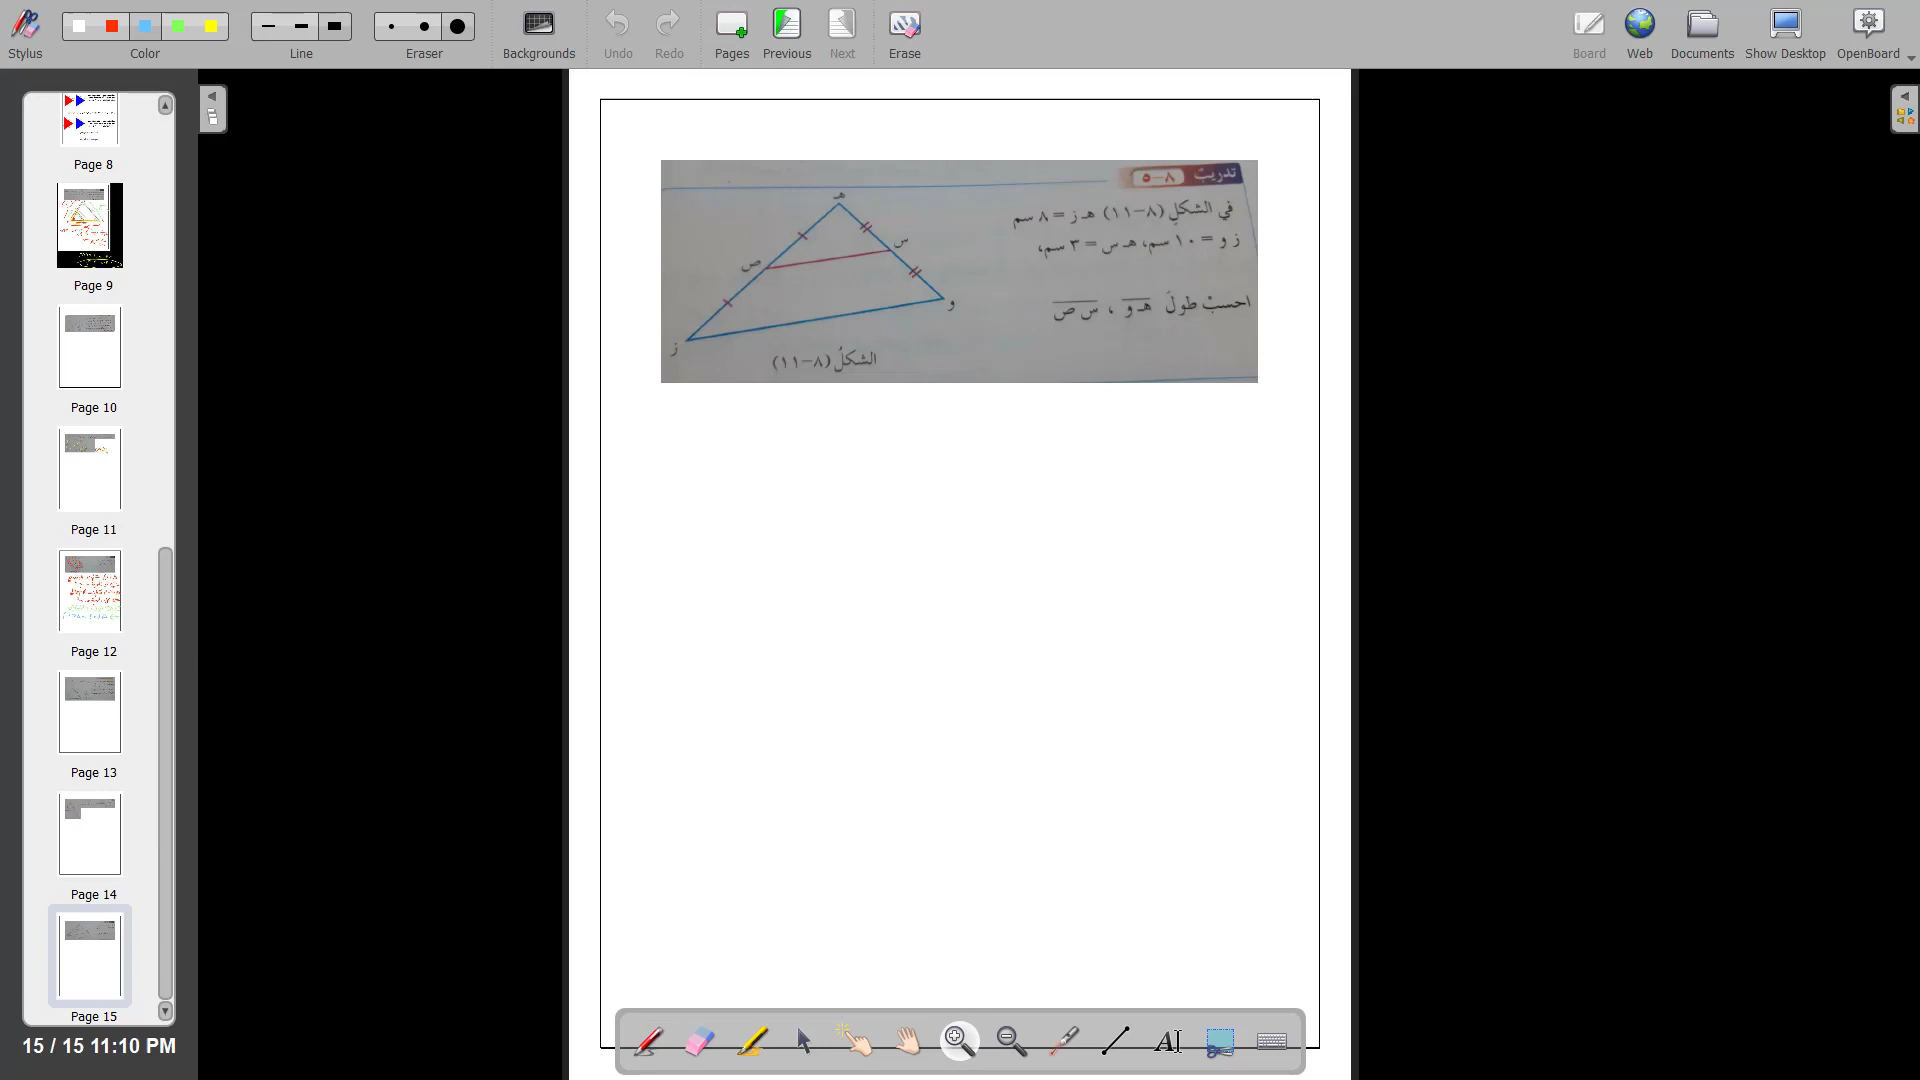 Stylus
Color
Line
Eraser
Backgrounds
Undo
Redo
Pages
Previous
Next
Erase
Board
Web
Documents
Show Desktop
OpenBoard
Page 8
Page 9
Page 10
Page 11
Page 12
Page 13
Page 14
Page 15
15 / 15 11:10 PM
تدريبٌ ٨–٥
في الشكلِ (٨–١١) هـ ز = ٨ سم
ز و = ١٠ سم، هـ س = ٣ سم،
احسبْ طولَ هـ و ، س ص
هـ
س
ص
و
ز
الشكلُ (٨–١١)